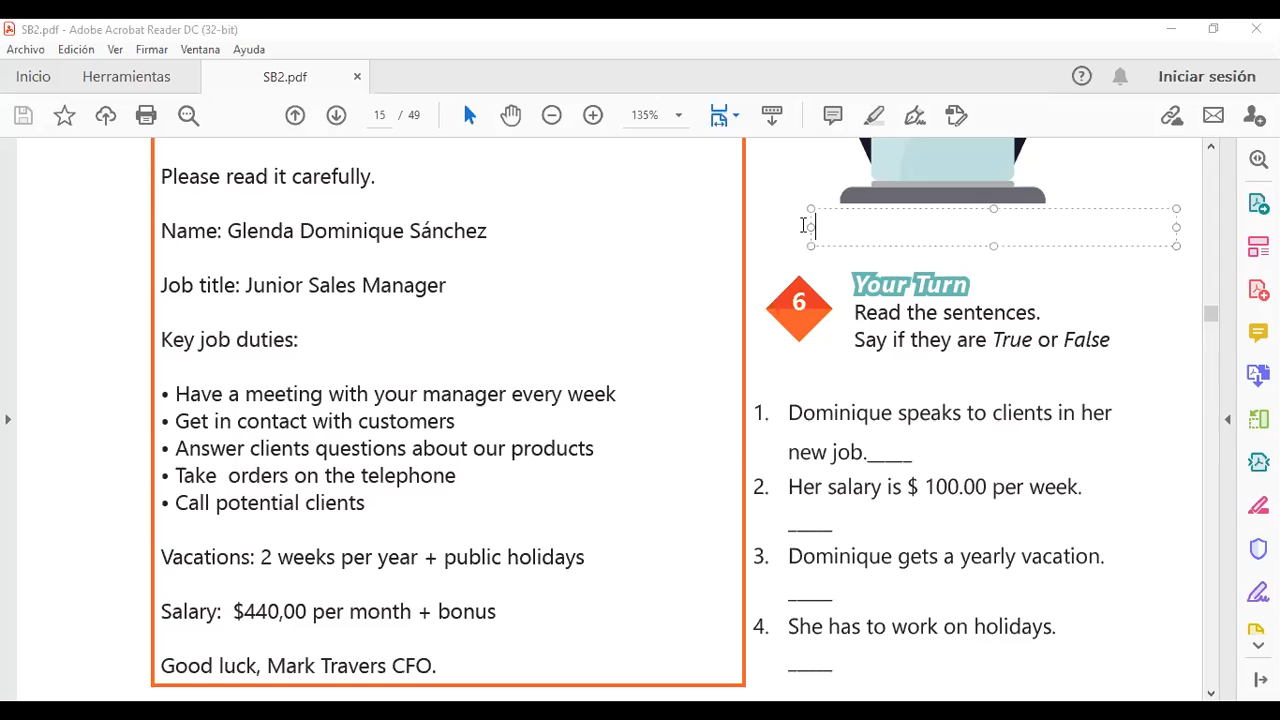 SB2.pdf - Adobe Acrobat Reader DC (32-bit)
Archivo Edición Ver Firmar Ventana Ayuda
Inicio Herramientas SB2.pdf × Iniciar sesión
15 / 49 135%
Please read it carefully.
Name: Glenda Dominique Sánchez
Job title: Junior Sales Manager
Key job duties:
• Have a meeting with your manager every week
• Get in contact with customers
• Answer clients questions about our products
• Take  orders on the telephone
• Call potential clients
Vacations: 2 weeks per year + public holidays
Salary:  $440,00 per month + bonus
Good luck, Mark Travers CFO.
6
Your Turn
Read the sentences.
Say if they are True or False
1. Dominique speaks to clients in her
new job._____
2. Her salary is $ 100.00 per week.
_____
3. Dominique gets a yearly vacation.
_____
4. She has to work on holidays.
_____